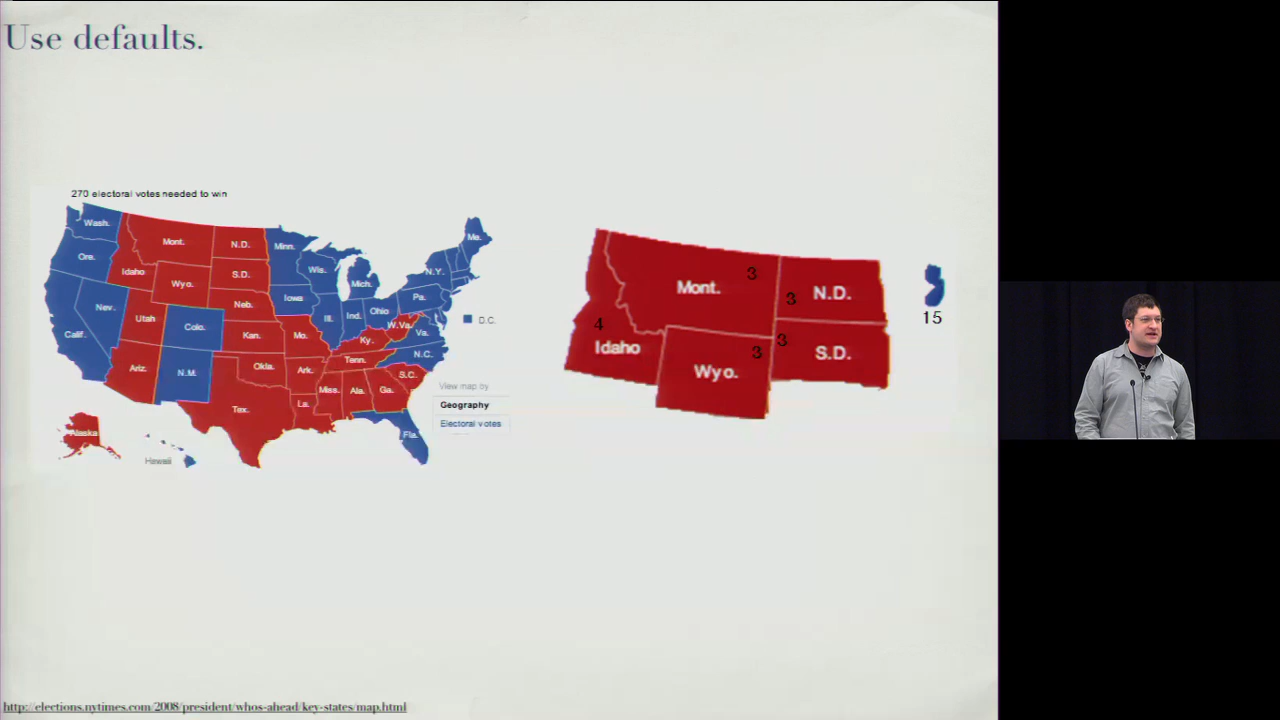 Use defaults.
270 electoral votes needed to win
Wash.
Ore.
Calif.
Nev.
Idaho
Mont.
Wyo.
Utah
Ariz.
Colo.
N.M.
N.D.
S.D.
Neb.
Kan.
Okla.
Tex.
Minn.
Iowa
Mo.
Ark.
La.
Wis.
Ill.
Mich.
Ind.
Ohio
Ky.
Tenn.
Miss.
Ala.
Ga.
Fla.
S.C.
N.C.
Va.
W.Va.
Pa.
N.Y.
Me.
D.C.
Alaska
Hawaii
View map by
Geography
Electoral votes
Mont.
3
N.D.
3
S.D.
3
Wyo.
3
Idaho
4
15
http://elections.nytimes.com/2008/president/whos-ahead/key-states/map.html